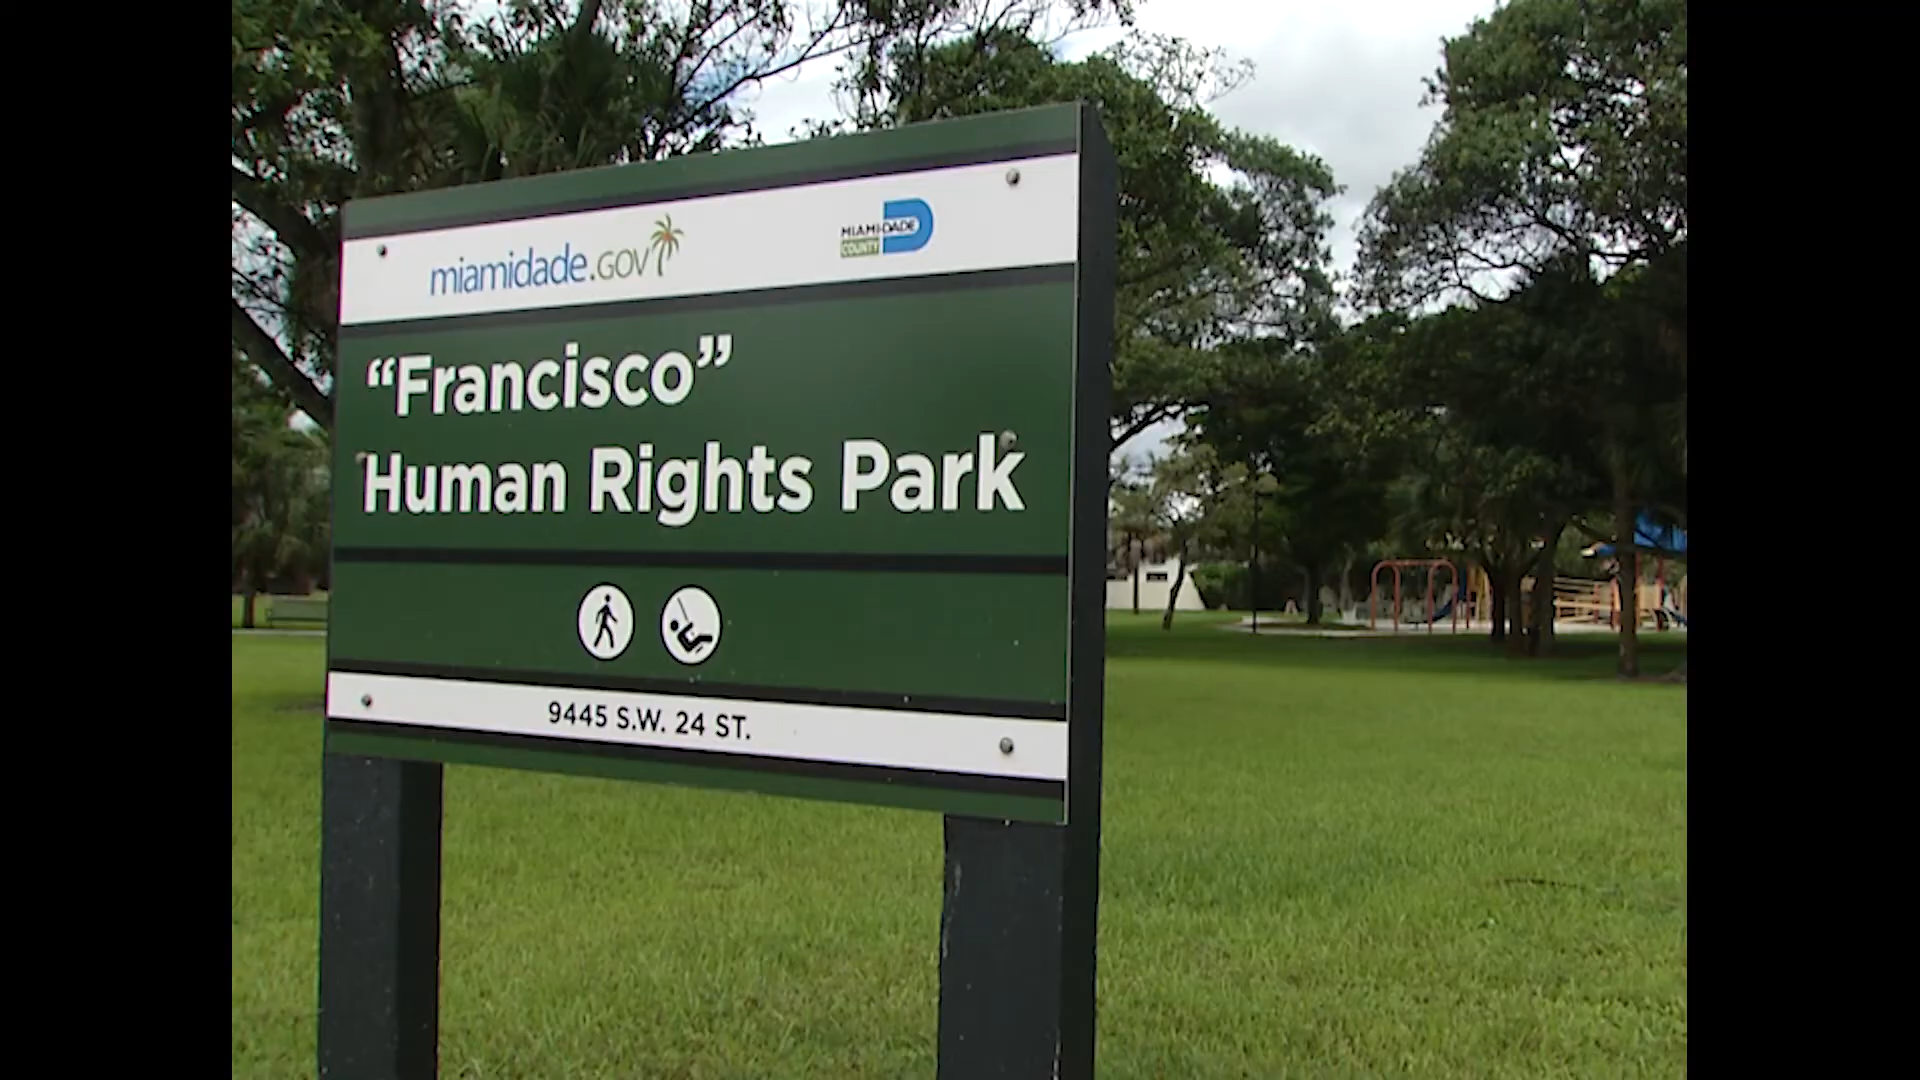 miamidade.GOV
MIAMI-DADE
COUNTY
“Francisco”
Human Rights Park
9445 S.W. 24 ST.